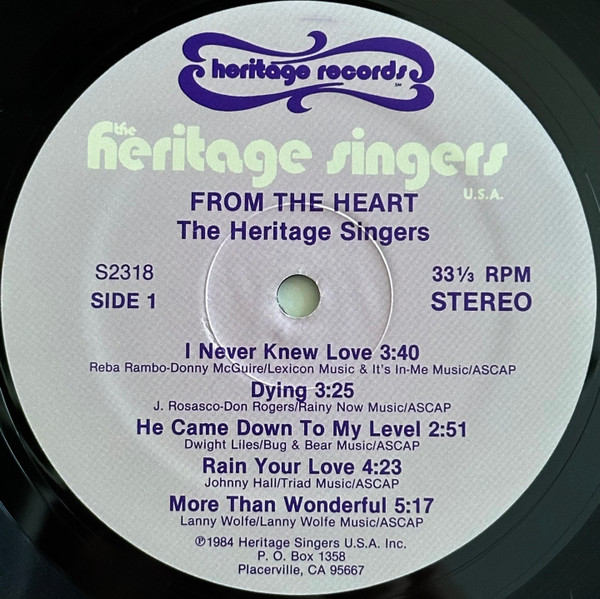 heritage records
SM
the
heritage singers
U.S.A.
FROM THE HEART
The Heritage Singers
S2318 33⅓ RPM
SIDE 1 STEREO
I Never Knew Love 3:40
Reba Rambo-Donny McGuire/Lexicon Music & It's In-Me Music/ASCAP
Dying 3:25
J. Rosasco-Don Rogers/Rainy Now Music/ASCAP
He Came Down To My Level 2:51
Dwight Liles/Bug & Bear Music/ASCAP
Rain Your Love 4:23
Johnny Hall/Triad Music/ASCAP
More Than Wonderful 5:17
Lanny Wolfe/Lanny Wolfe Music/ASCAP
℗1984 Heritage Singers U.S.A. Inc.
P. O. Box 1358
Placerville, CA 95667